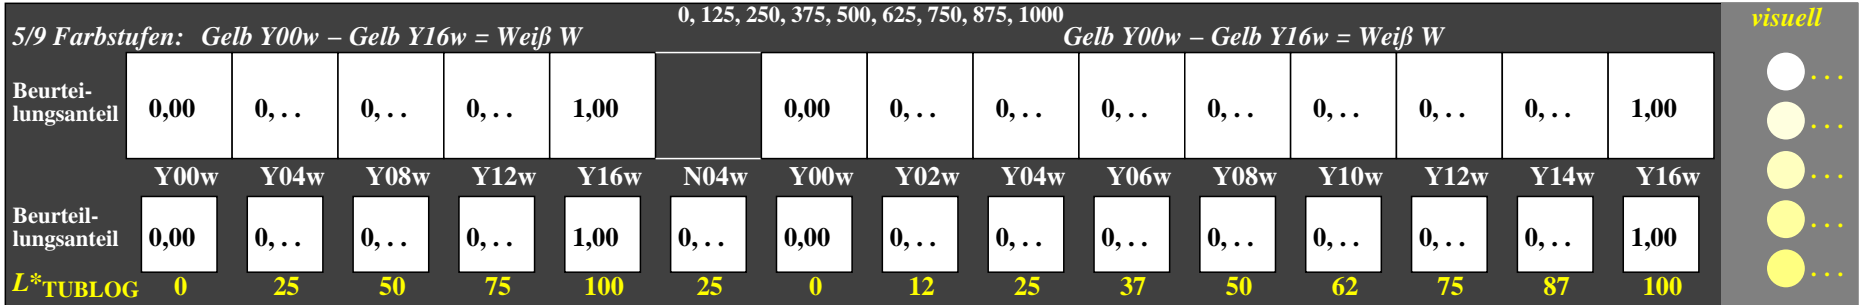 0, 125, 250, 375, 500, 625, 750, 875, 1000
visuell
5/9 Farbstufen: Gelb Y00w – Gelb Y16w = Weiß W
Gelb Y00w – Gelb Y16w = Weiß W
Beurtei-
lungsanteil
0,00 0, . . 0, . . 0, . . 1,00 0,00 0, . . 0, . . 0, . . 0, . . 0, . . 0, . . 0, . . 1,00
Y00w Y04w Y08w Y12w Y16w N04w Y00w Y02w Y04w Y06w Y08w Y10w Y12w Y14w Y16w
Beurteil-
lungsanteil
0,00 0, . . 0, . . 0, . . 1,00 0, . . 0,00 0, . . 0, . . 0, . . 0, . . 0, . . 0, . . 0, . . 1,00
L*TUBLOG 0 25 50 75 100 25 0 12 25 37 50 62 75 87 100
. . .
. . .
. . .
. . .
. . .